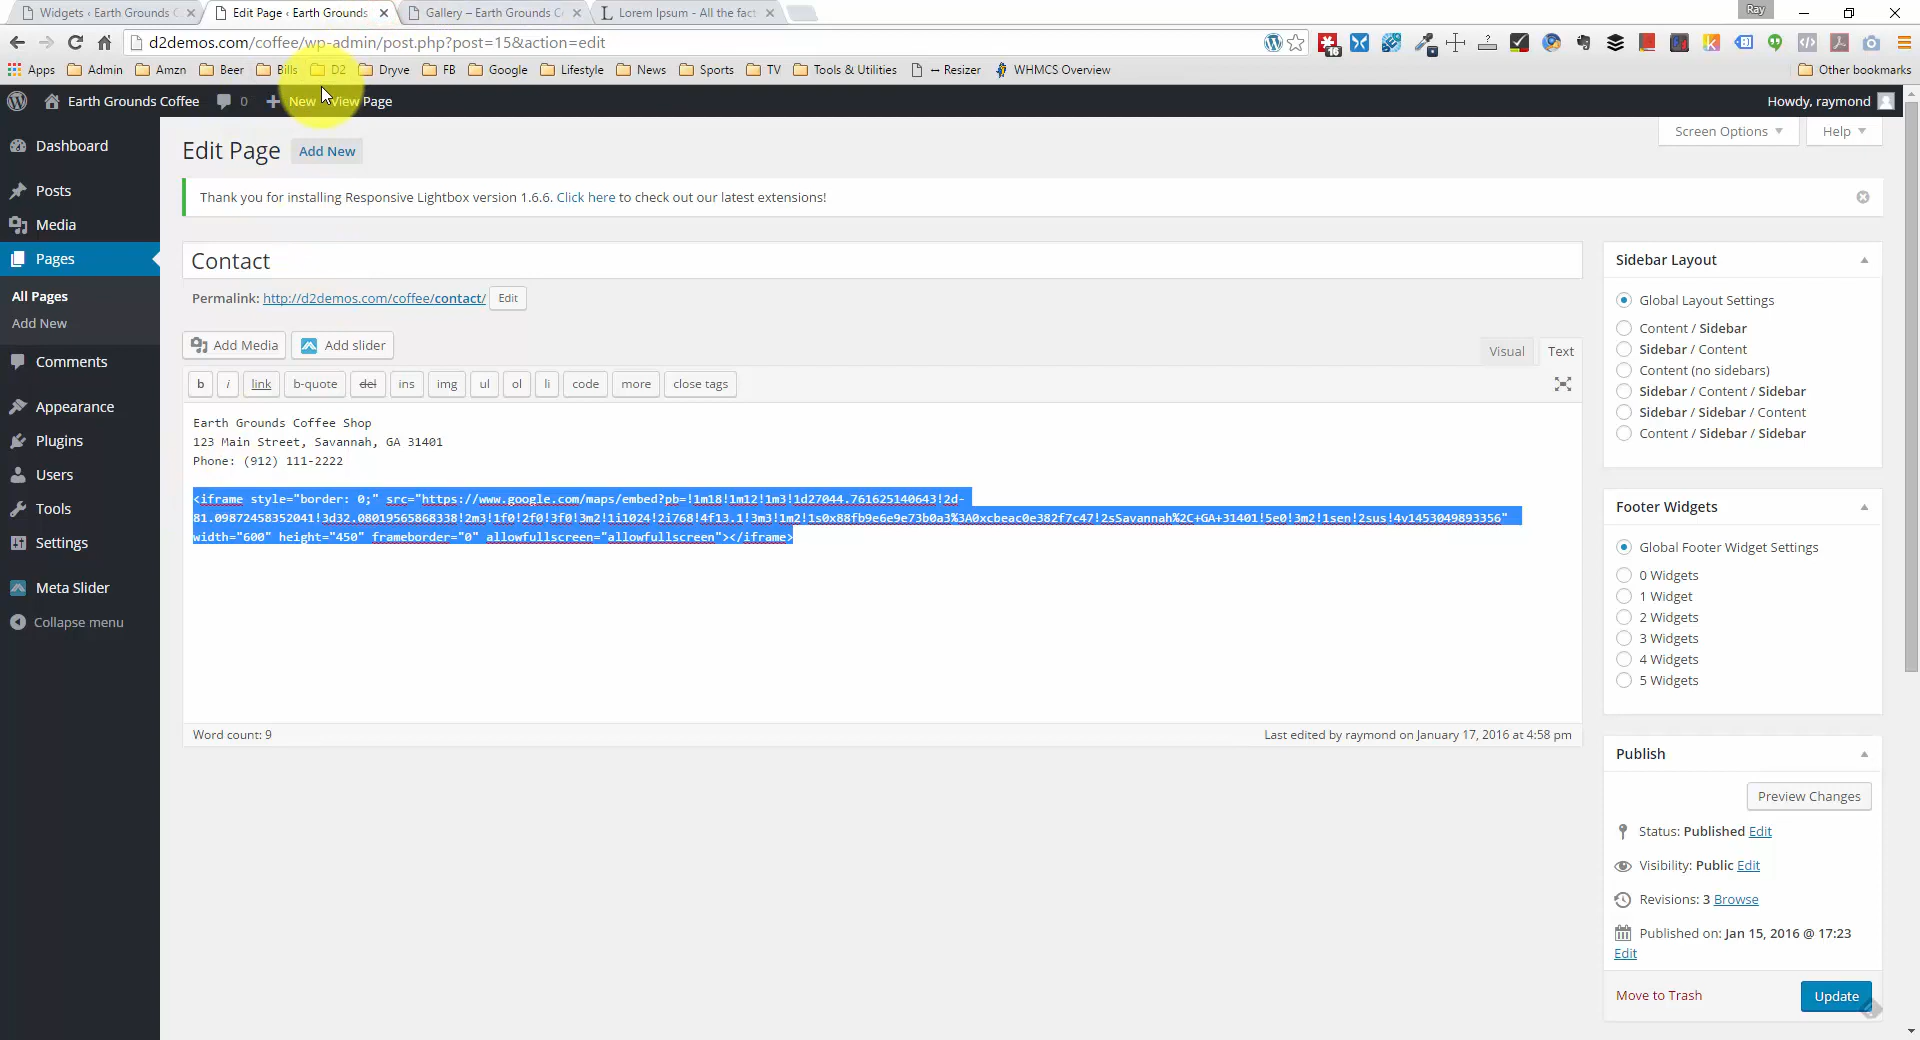 Widgets ‹ Earth Grounds C
Edit Page ‹ Earth Grounds
Gallery – Earth Grounds C
Lorem Ipsum - All the fact
Ray
d2demos.com/coffee/wp-admin/post.php?post=15&action=edit
16
Apps Admin Amzn Beer Bills D2 Dryve FB Google Lifestyle News Sports TV Tools & Utilities -- Resizer WHMCS Overview Other bookmarks
Earth Grounds Coffee 0 New View Page Howdy, raymond
Screen Options Help
Dashboard
Posts
Media
Pages
All Pages
Add New
Comments
Appearance
Plugins
Users
Tools
Settings
Meta Slider
Collapse menu
Edit Page Add New
Thank you for installing Responsive Lightbox version 1.6.6. Click here to check out our latest extensions!
Contact
Permalink: http://d2demos.com/coffee/contact/ Edit
Add Media Add slider
Visual Text
b i link b-quote del ins img ul ol li code more close tags
Earth Grounds Coffee Shop
123 Main Street, Savannah, GA 31401
Phone: (912) 111-2222
<iframe style="border: 0;" src="https://www.google.com/maps/embed?pb=!1m18!1m12!1m3!1d27044.761625140643!2d-
81.09872458352041!3d32.08019565868338!2m3!1f0!2f0!3f0!3m2!1i1024!2i768!4f13.1!3m3!1m2!1s0x88fb9e6e9e73b0a3%3A0xcbeac0e382f7c47!2sSavannah%2C+GA+31401!5e0!3m2!1sen!2sus!4v1453049893356"
width="600" height="450" frameborder="0" allowfullscreen="allowfullscreen"></iframe>
Word count: 9
Last edited by raymond on January 17, 2016 at 4:58 pm
Sidebar Layout
Global Layout Settings
Content / Sidebar
Sidebar / Content
Content (no sidebars)
Sidebar / Content / Sidebar
Sidebar / Sidebar / Content
Content / Sidebar / Sidebar
Footer Widgets
Global Footer Widget Settings
0 Widgets
1 Widget
2 Widgets
3 Widgets
4 Widgets
5 Widgets
Publish
Preview Changes
Status: Published Edit
Visibility: Public Edit
Revisions: 3 Browse
Published on: Jan 15, 2016 @ 17:23
Edit
Move to Trash Update